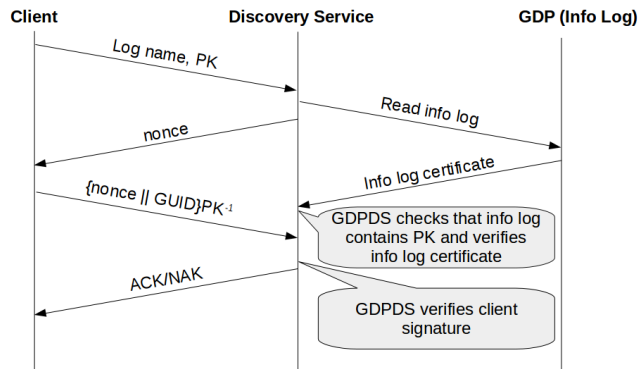 Client
Discovery Service
GDP (Info Log)
Log name, PK
Read info log
nonce
Info log certificate
{nonce || GUID}PK-1
GDPDS checks that info log
contains PK and verifies
info log certificate
ACK/NAK
GDPDS verifies client
signature